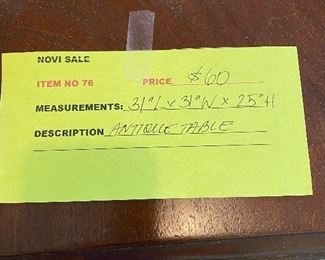 NOVI SALE
ITEM NO 76 PRICE $60
MEASUREMENTS: 31"L x 31"W x 25"H
DESCRIPTION ANTIQUE TABLE